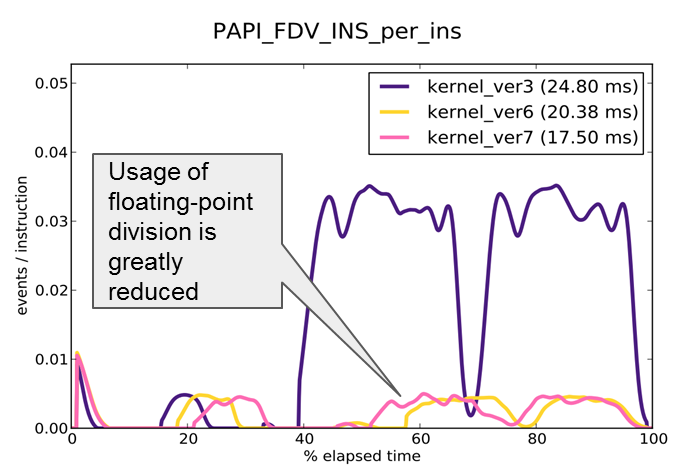 PAPI_FDV_INS_per_ins
events / instruction
0.05
0.04
0.03
0.02
0.01
0.00
kernel_ver3 (24.80 ms)
kernel_ver6 (20.38 ms)
kernel_ver7 (17.50 ms)
Usage of
floating-point
division is
greatly
reduced
0
20
40
60
80
100
% elapsed time